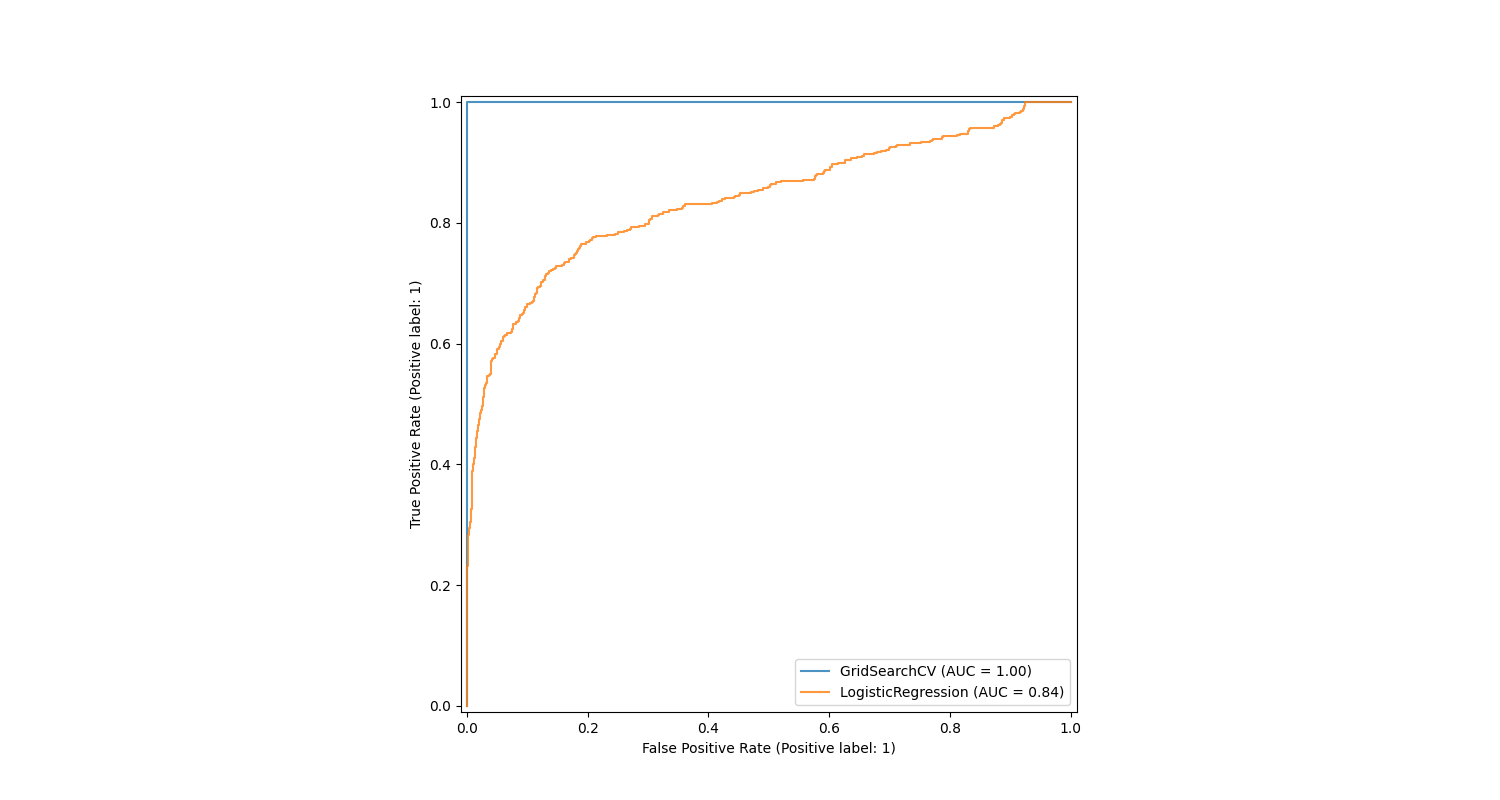 1.0
0.8
0.6
0.4
0.2
0.0
True Positive Rate (Positive label: 1)
GridSearchCV (AUC = 1.00)
LogisticRegression (AUC = 0.84)
0.0 0.2 0.4 0.6 0.8 1.0
False Positive Rate (Positive label: 1)